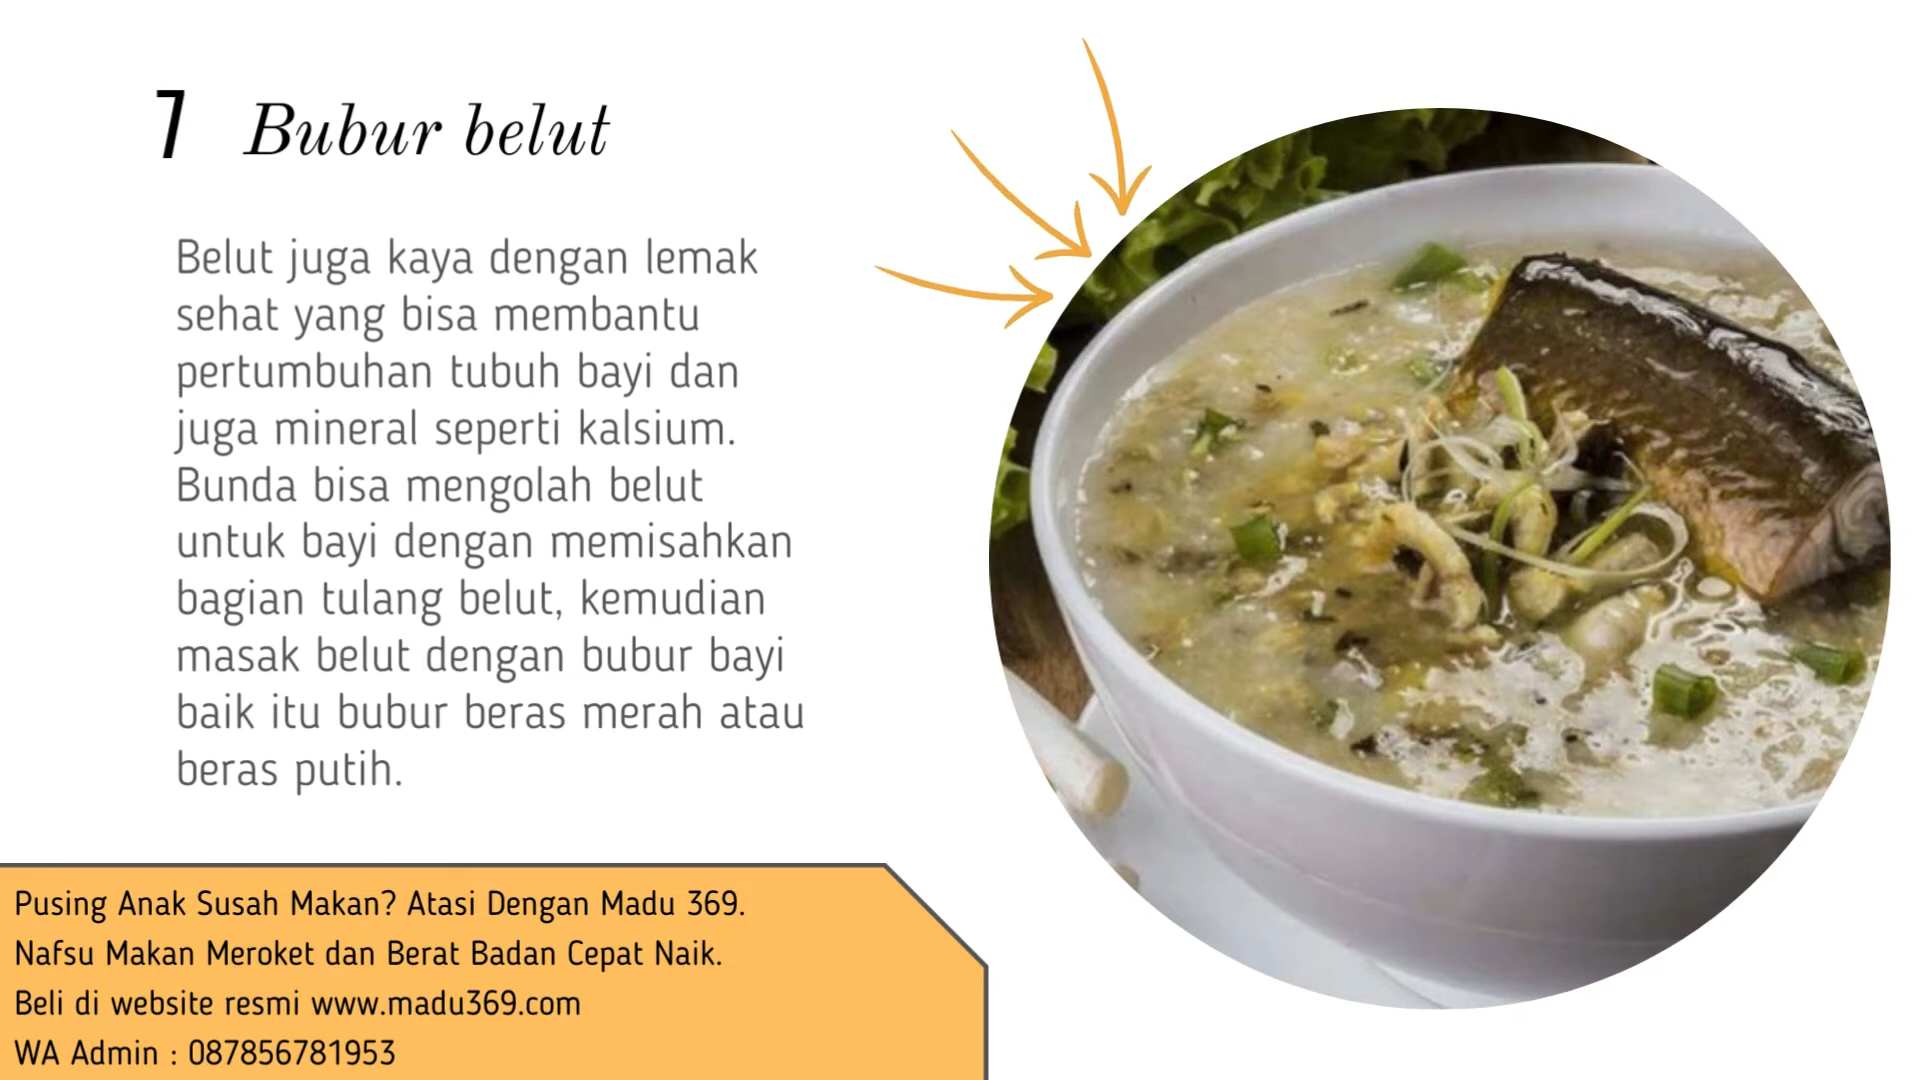 7 Bubur belut
Belut juga kaya dengan lemak
sehat yang bisa membantu
pertumbuhan tubuh bayi dan
juga mineral seperti kalsium.
Bunda bisa mengolah belut
untuk bayi dengan memisahkan
bagian tulang belut, kemudian
masak belut dengan bubur bayi
baik itu bubur beras merah atau
beras putih.
Pusing Anak Susah Makan? Atasi Dengan Madu 369.
Nafsu Makan Meroket dan Berat Badan Cepat Naik.
Beli di website resmi www.madu369.com
WA Admin : 087856781953